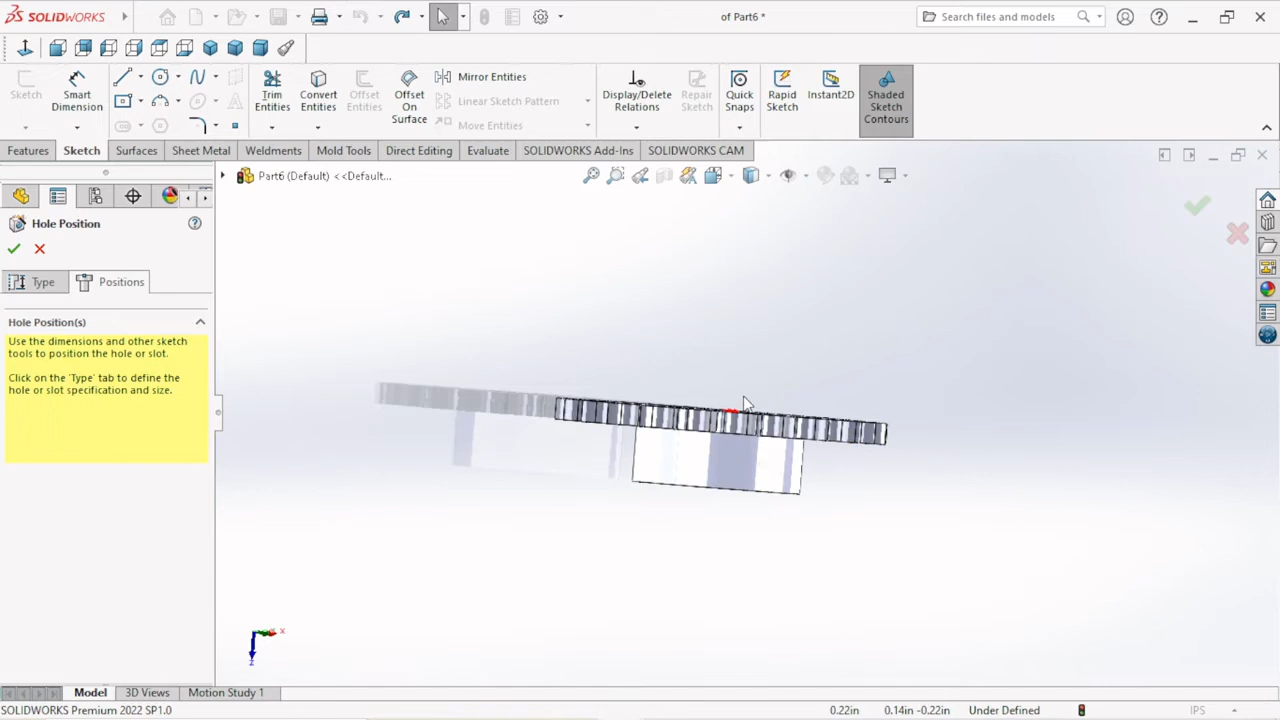 SOLIDWORKS
of Part6 *
Search files and models
Sketch
Smart
Dimension
Trim
Entities
Convert
Entities
Offset
Entities
Offset
On
Surface
Mirror Entities
Linear Sketch Pattern
Move Entities
Display/Delete
Relations
Repair
Sketch
Quick
Snaps
Rapid
Sketch
Instant2D
Shaded
Sketch
Contours
Features
Sketch
Surfaces
Sheet Metal
Weldments
Mold Tools
Direct Editing
Evaluate
SOLIDWORKS Add-Ins
SOLIDWORKS CAM
Part6 (Default) <<Default...
Hole Position
Type
Positions
Hole Position(s)
Use the dimensions and other sketch
tools to position the hole or slot.
Click on the 'Type' tab to define the
hole or slot specification and size.
x
z
Model
3D Views
Motion Study 1
SOLIDWORKS Premium 2022 SP1.0
0.22in
0.14in -0.22in
Under Defined
IPS